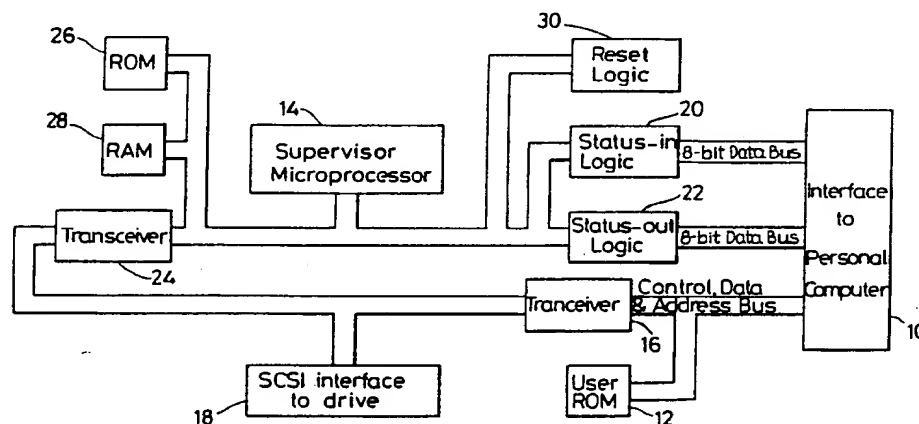 26
ROM
28
RAM
14
Supervisor
Microprocessor
30
Reset
Logic
20
Status-in
Logic
8-bit Data Bus
22
Status-out
Logic
8-bit Data Bus
Interface
to
Personal
Computer
10
Transceiver
24
Tranceiver
16
Control, Data
& Address Bus
SCSI interface
to drive
18
User
ROM
12